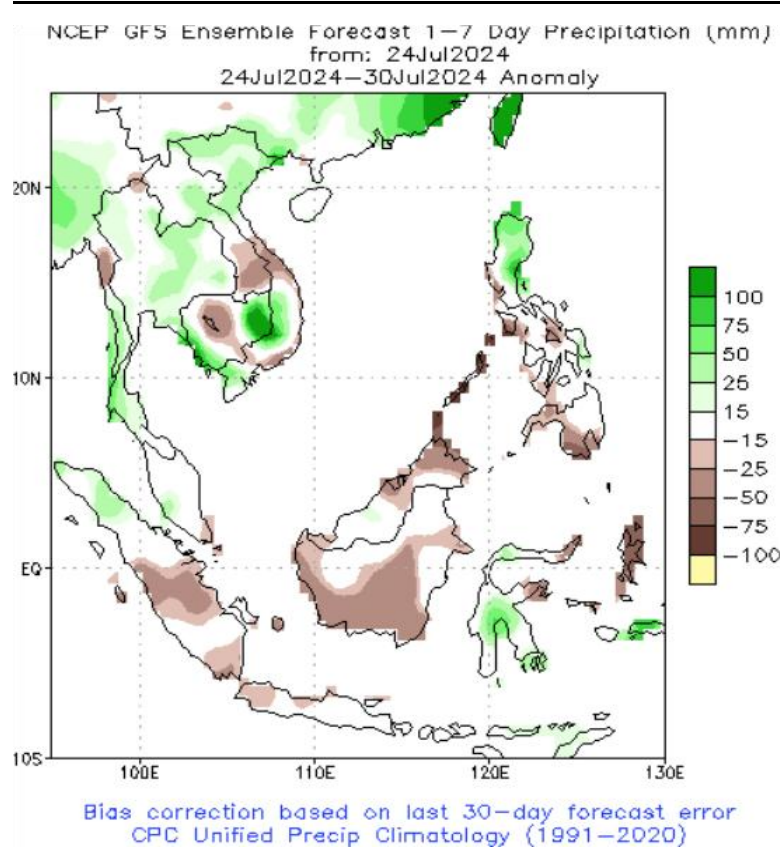 NCEP GFS Ensemble Forecast 1-7 Day Precipitation (mm)
from: 24Jul2024
24Jul2024-30Jul2024 Anomaly
20N
10N
EQ
10S
100E
110E
120E
130E
100
75
50
25
15
-15
-25
-50
-75
-100
Bias correction based on last 30-day forecast error
CPC Unified Precip Climatology (1991-2020)